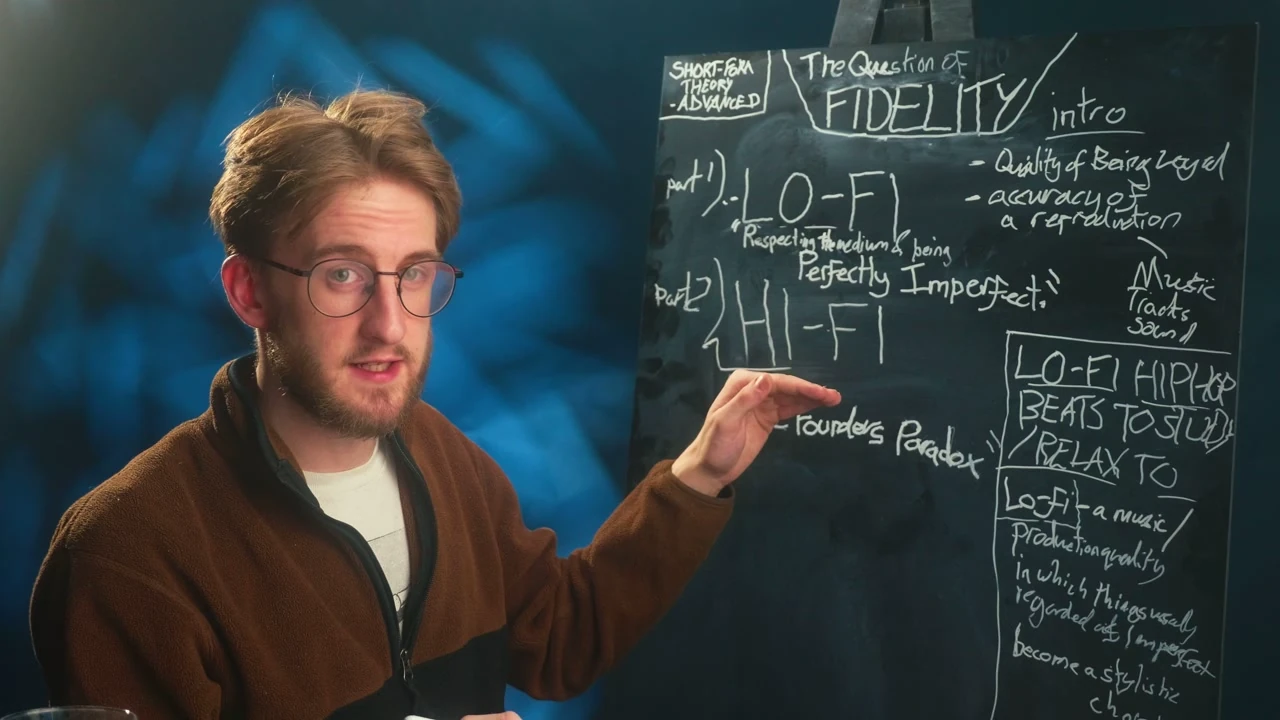 SHORT-FORM
THEORY
-ADVANCED
The Question OF
FIDELITY
intro
- Quality of Being Loyal
- accuracy of
a reproduction
Music
Tracks
Sound
part 1)
LO-FI
"Respecting the medium & being
Perfectly Imperfect."
part 2)
HI-FI
- Founders Paradox
LO-FI HIPHOP
BEATS TO STUDY
/RELAX TO
Lo-Fi - a music/
production quality
in which things usually
regarded as imperfect
become a stylistic